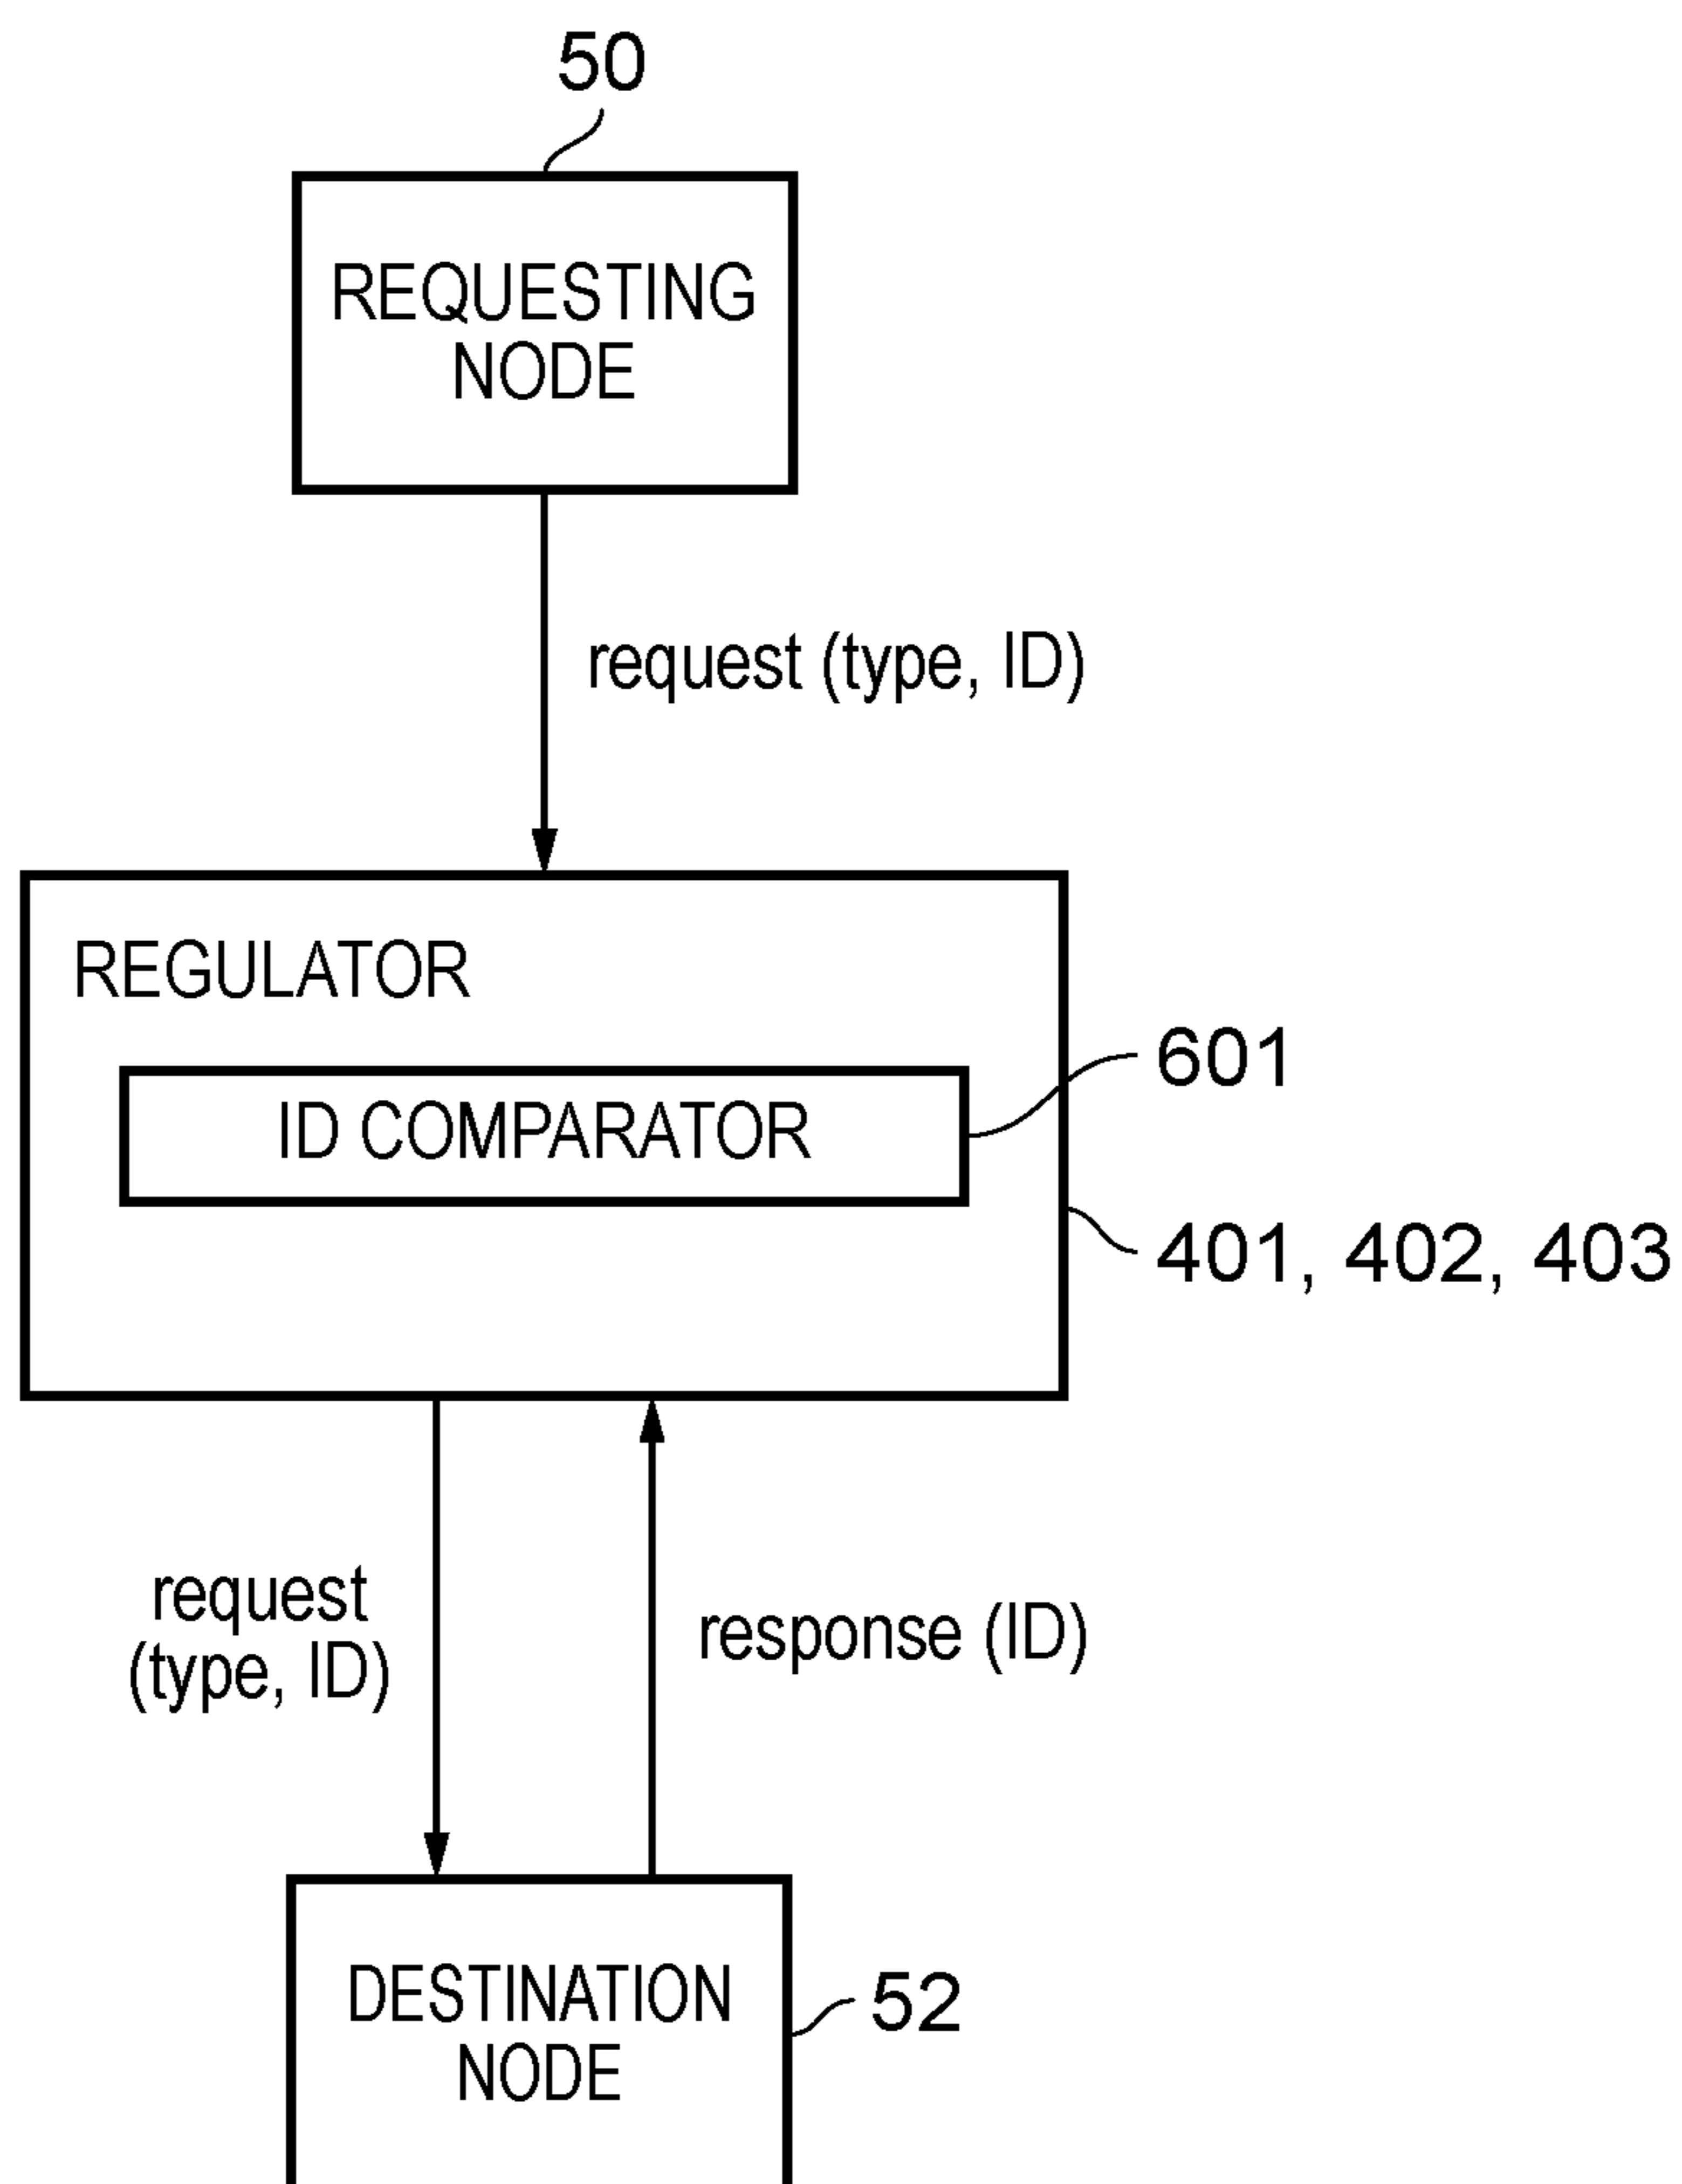 50
REQUESTING
NODE
request (type, ID)
REGULATOR
601
ID COMPARATOR
401, 402, 403
request
(type, ID)
response (ID)
DESTINATION
NODE
52